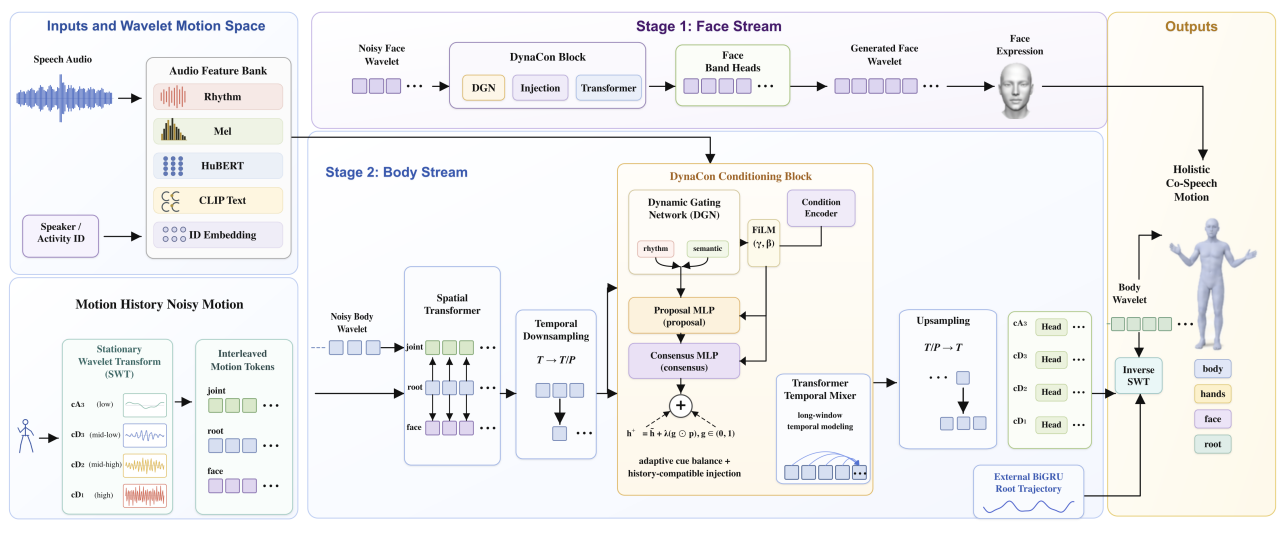 Inputs and Wavelet Motion Space
Speech Audio
Audio Feature Bank
Rhythm
Mel
HuBERT
CLIP Text
ID Embedding
Speaker /
Activity ID
Motion History Noisy Motion
Stationary
Wavelet Transform
(SWT)
cA3 (low)
cD3 (mid-low)
cD2 (mid-high)
cD1 (high)
Interleaved
Motion Tokens
joint
root
face
Stage 1: Face Stream
Noisy Face
Wavelet
DynaCon Block
DGN
Injection
Transformer
Face
Band Heads
Generated Face
Wavelet
Face
Expression
Stage 2: Body Stream
Noisy Body
Wavelet
Spatial
Transformer
joint
root
face
Temporal
Downsampling
T → T/P
DynaCon Conditioning Block
Dynamic Gating
Network (DGN)
rhythm
semantic
FiLM
(γ, β)
Condition
Encoder
Proposal MLP
(proposal)
Consensus MLP
(consensus)
+
h⁺ = h̄ + λ(g ⊙ p), g ∈ (0, 1)
adaptive cue balance +
history-compatible injection
Transformer
Temporal Mixer
long-window
temporal modeling
Upsampling
T/P → T
cA3 Head
cD3 Head
cD2 Head
cD1 Head
External BiGRU
Root Trajectory
Outputs
Holistic
Co-Speech
Motion
Body
Wavelet
Inverse
SWT
body
hands
face
root